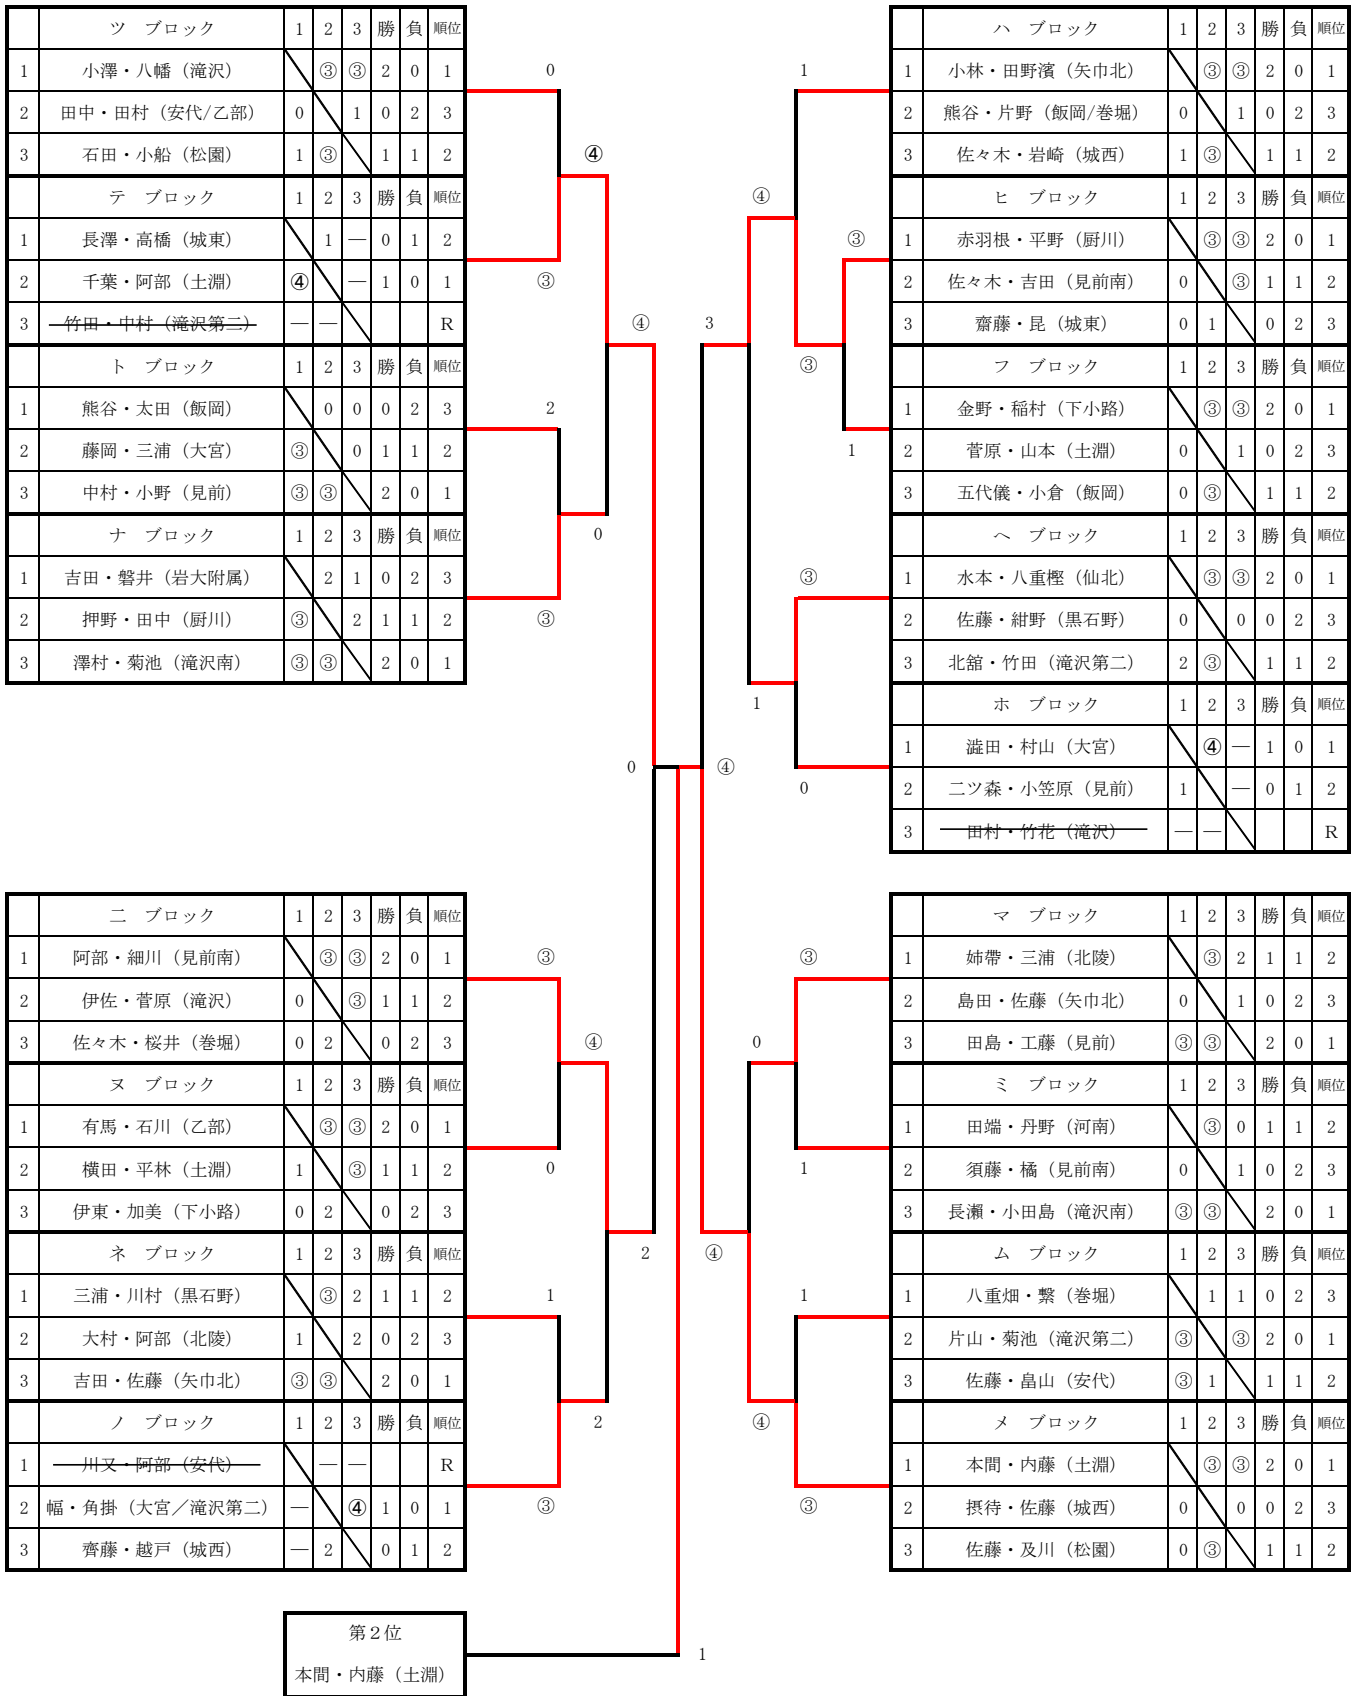 ツ　ブロック 1 2 3 勝 負 順位
1 小澤・八幡（滝沢） ③ ③ 2 0 1
2 田中・田村（安代/乙部） 0 1 0 2 3
3 石田・小船（松園） 1 ③ 1 1 2
テ　ブロック 1 2 3 勝 負 順位
1 長澤・高橋（城東） 1 ― 0 1 2
2 千葉・阿部（土淵） ④ ― 1 0 1
3 竹田・中村（滝沢第二） ― ― R
ト　ブロック 1 2 3 勝 負 順位
1 熊谷・太田（飯岡） 0 0 0 2 3
2 藤岡・三浦（大宮） ③ 0 1 1 2
3 中村・小野（見前） ③ ③ 2 0 1
ナ　ブロック 1 2 3 勝 負 順位
1 吉田・磐井（岩大附属） 2 1 0 2 3
2 押野・田中（厨川） ③ 2 1 1 2
3 澤村・菊池（滝沢南） ③ ③ 2 0 1
0
④
③
④
2
0
③
0
ハ　ブロック 1 2 3 勝 負 順位
1 小林・田野濱（矢巾北） ③ ③ 2 0 1
2 熊谷・片野（飯岡/巻堀） 0 1 0 2 3
3 佐々木・岩崎（城西） 1 ③ 1 1 2
ヒ　ブロック 1 2 3 勝 負 順位
1 赤羽根・平野（厨川） ③ ③ 2 0 1
2 佐々木・吉田（見前南） 0 ③ 1 1 2
3 齋藤・昆（城東） 0 1 0 2 3
フ　ブロック 1 2 3 勝 負 順位
1 金野・稲村（下小路） ③ ③ 2 0 1
2 菅原・山本（土淵） 0 1 0 2 3
3 五代儀・小倉（飯岡） 0 ③ 1 1 2
ヘ　ブロック 1 2 3 勝 負 順位
1 水本・八重樫（仙北） ③ ③ 2 0 1
2 佐藤・紺野（黒石野） 0 0 0 2 3
3 北舘・竹田（滝沢第二） 2 ③ 1 1 2
ホ　ブロック 1 2 3 勝 負 順位
1 澁田・村山（大宮） ④ ― 1 0 1
2 二ツ森・小笠原（見前） 1 ― 0 1 2
3 田村・竹花（滝沢） ― ― R
1
④
③
3
③
1
③
1
④
0
ニ　ブロック 1 2 3 勝 負 順位
1 阿部・細川（見前南） ③ ③ 2 0 1
2 伊佐・菅原（滝沢） 0 ③ 1 1 2
3 佐々木・桜井（巻堀） 0 2 0 2 3
ヌ　ブロック 1 2 3 勝 負 順位
1 有馬・石川（乙部） ③ ③ 2 0 1
2 横田・平林（土淵） 1 ③ 1 1 2
3 伊東・加美（下小路） 0 2 0 2 3
ネ　ブロック 1 2 3 勝 負 順位
1 三浦・川村（黒石野） ③ 2 1 1 2
2 大村・阿部（北陵） 1 2 0 2 3
3 吉田・佐藤（矢巾北） ③ ③ 2 0 1
ノ　ブロック 1 2 3 勝 負 順位
1 川又・阿部（安代） ― ― R
2 幅・角掛（大宮／滝沢第二） ― ④ 1 0 1
3 齊藤・越戸（城西） ― 2 0 1 2
③
④
0
2
1
2
③
マ　ブロック 1 2 3 勝 負 順位
1 姉帶・三浦（北陵） ③ 2 1 1 2
2 島田・佐藤（矢巾北） 0 1 0 2 3
3 田島・工藤（見前） ③ ③ 2 0 1
ミ　ブロック 1 2 3 勝 負 順位
1 田端・丹野（河南） ③ 0 1 1 2
2 須藤・橘（見前南） 0 1 0 2 3
3 長瀬・小田島（滝沢南） ③ ③ 2 0 1
ム　ブロック 1 2 3 勝 負 順位
1 八重畑・繋（巻堀） 1 1 0 2 3
2 片山・菊池（滝沢第二） ③ ③ 2 0 1
3 佐藤・畠山（安代） ③ 1 1 1 2
メ　ブロック 1 2 3 勝 負 順位
1 本間・内藤（土淵） ③ ③ 2 0 1
2 摂待・佐藤（城西） 0 0 0 2 3
3 佐藤・及川（松園） 0 ③ 1 1 2
③
0
1
④
1
④
③
第２位
本間・内藤（土淵）
1